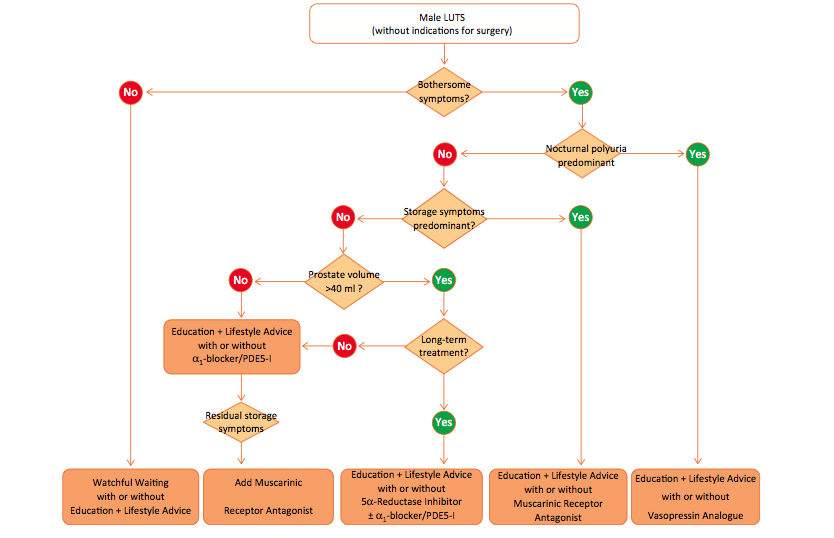 Male LUTS
(without indications for surgery)
Bothersome
symptoms?
No
Yes
Nocturnal polyuria
predominant
No
Yes
Storage symptoms
predominant?
No
Yes
Prostate volume
>40 ml ?
No
Yes
Education + Lifestyle Advice
with or without
α₁-blocker/PDE5-I
No
Long-term
treatment?
Residual storage
symptoms
Yes
Watchful Waiting
with or without
Education + Lifestyle Advice
Add Muscarinic
Receptor Antagonist
Education + Lifestyle Advice
with or without
5α-Reductase Inhibitor
± α₁-blocker/PDE5-I
Education + Lifestyle Advice
with or without
Muscarinic Receptor
Antagonist
Education + Lifestyle Advice
with or without
Vasopressin Analogue